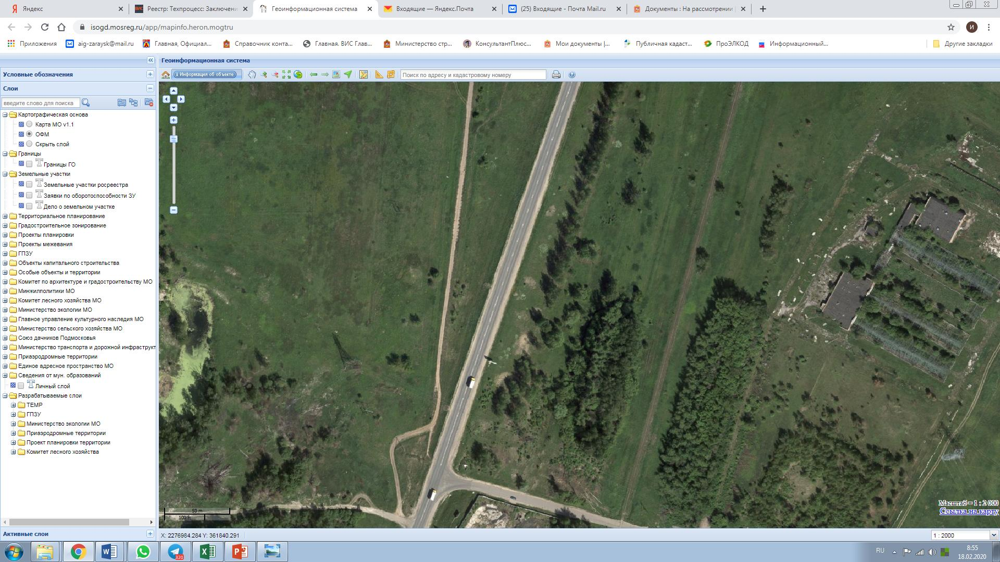 Яндекс
Реестр: Техпроцесс: Заключени
Геоинформационная система
Входящие — Яндекс.Почта
(25) Входящие - Почта Mail.ru
Документы : На рассмотрении
isogd.mosreg.ru/app/mapinfo.heron.mogtru
И
Приложения
aig-zaraysk@mail.ru
Главная, Официал...
Справочник конта...
Главная. ВИС Глав...
Министерство стр...
КонсультантПлюс...
Мои документы |...
Публичная кадаст...
ПроЭЛКОД
Информационный...
Другие закладки
Геоинформационная система
Условные обозначения
Информация об объекте
Поиск по адресу и кадастровому номеру
Слои
введите слово для поиска
Картографическая основа
Карта МО v1.1
ОФМ
Скрыть слой
Границы
Границы ГО
Земельные участки
Земельные участки росреестра
Заявки по оборотоспособности ЗУ
Дело о земельном участке
Территориальное планирование
Градостроительное зонирование
Проекты планировки
Проекты межевания
ГПЗУ
Объекты капитального строительства
Особые объекты и территории
Комитет по архитектуре и градостроительству МО
Минжилполитики МО
Комитет лесного хозяйства МО
Министерство экологии МО
Главное управление культурного наследия МО
Министерство сельского хозяйства МО
Союз дачников Подмосковья
Министерство транспорта и дорожной инфраструкт
Приаэродромные территории
Единое адресное пространство МО
Сведения от мун. образований
Личный слой
Разрабатываемые слои
TEMP
ГПЗУ
Министерство экологии МО
Приаэродромные территории
Проект планировки территории
Комитет лесного хозяйства
50 m
100 ft
Масштаб = 1 : 2 000
Ссылка на карту
Активные слои
X: 2276984.284 Y: 361840.291
1 : 2000
320
RU
8:55
18.02.2020